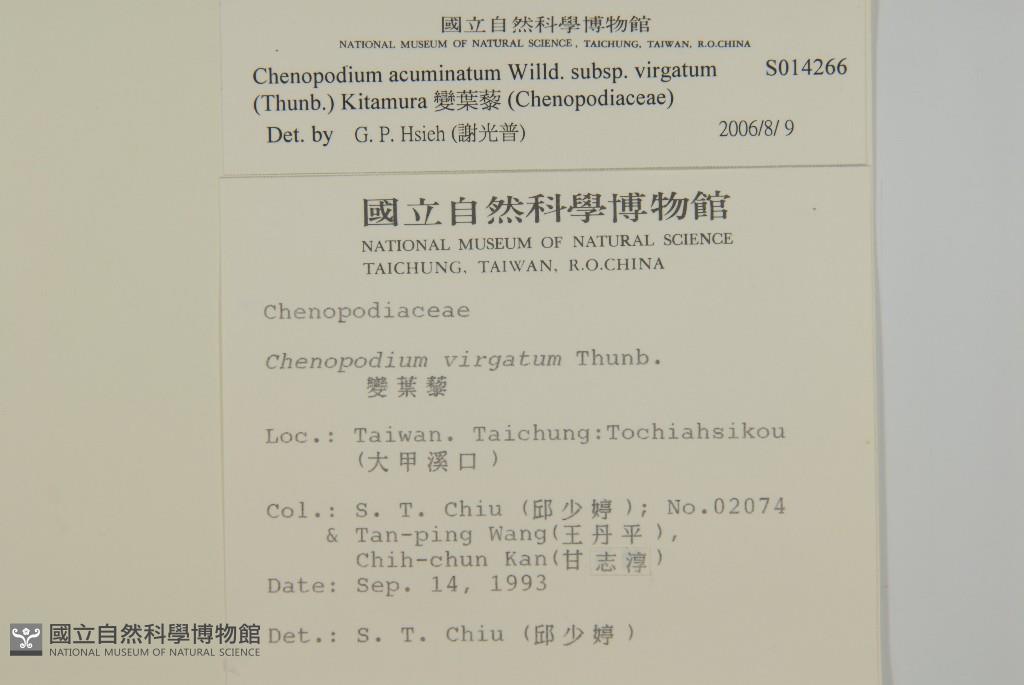 國立自然科學博物館
NATIONAL MUSEUM OF NATURAL SCIENCE, TAICHUNG, TAIWAN, R.O.CHINA
Chenopodium acuminatum Willd. subsp. virgatum S014266
(Thunb.) Kitamura 變葉藜 (Chenopodiaceae)
Det. by G. P. Hsieh (謝光普) 2006/8/9
國立自然科學博物館
NATIONAL MUSEUM OF NATURAL SCIENCE
TAICHUNG, TAIWAN, R.O.CHINA
Chenopodiaceae
Chenopodium virgatum Thunb.
變葉藜
Loc.: Taiwan. Taichung:Tochiahsikou
(大甲溪口)
Col.: S. T. Chiu (邱少婷); No.02074
& Tan-ping Wang(王丹平),
Chih-chun Kan(甘志淳)
Date: Sep. 14, 1993
Det.: S. T. Chiu (邱少婷)
國立自然科學博物館
NATIONAL MUSEUM OF NATURAL SCIENCE